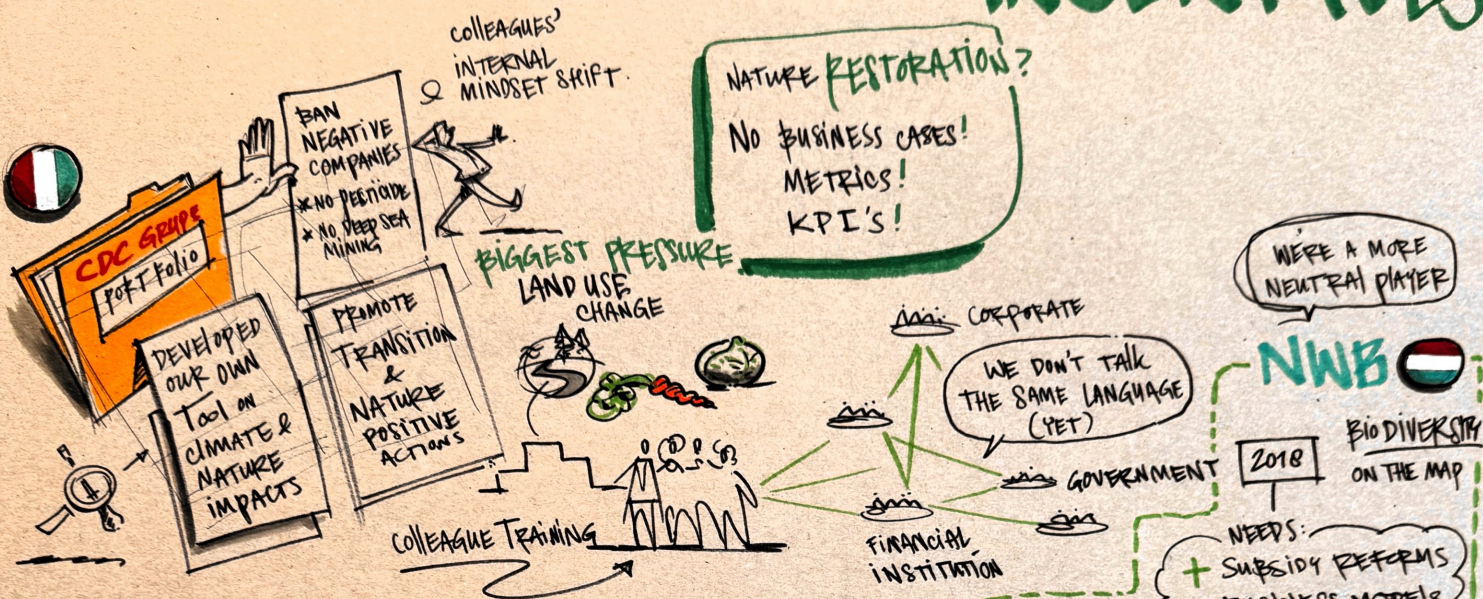 COLLEAGUES'
INTERNAL
MINDSET SHIFT
BAN
NEGATIVE
COMPANIES
* NO PESTICIDE
* NO DEEP SEA
MINING
CDC GRUPE
PORTFOLIO
DEVELOPED
OUR OWN
TOOL ON
CLIMATE &
NATURE
IMPACTS
PROMOTE
TRANSITION
&
NATURE
POSITIVE
ACTIONS
NATURE RESTORATION?
NO BUSINESS CASES!
METRICS!
KPI'S!
BIGGEST PRESSURE
LAND USE
CHANGE
COLLEAGUE TRAINING
CORPORATE
WE DON'T TALK
THE SAME LANGUAGE
(YET)
GOVERNMENT
FINANCIAL
INSTITUTION
WE'RE A MORE
NEUTRAL PLAYER
NWB
2018
BIODIVERSITY
ON THE MAP
NEEDS:
+ SUBSIDY REFORMS